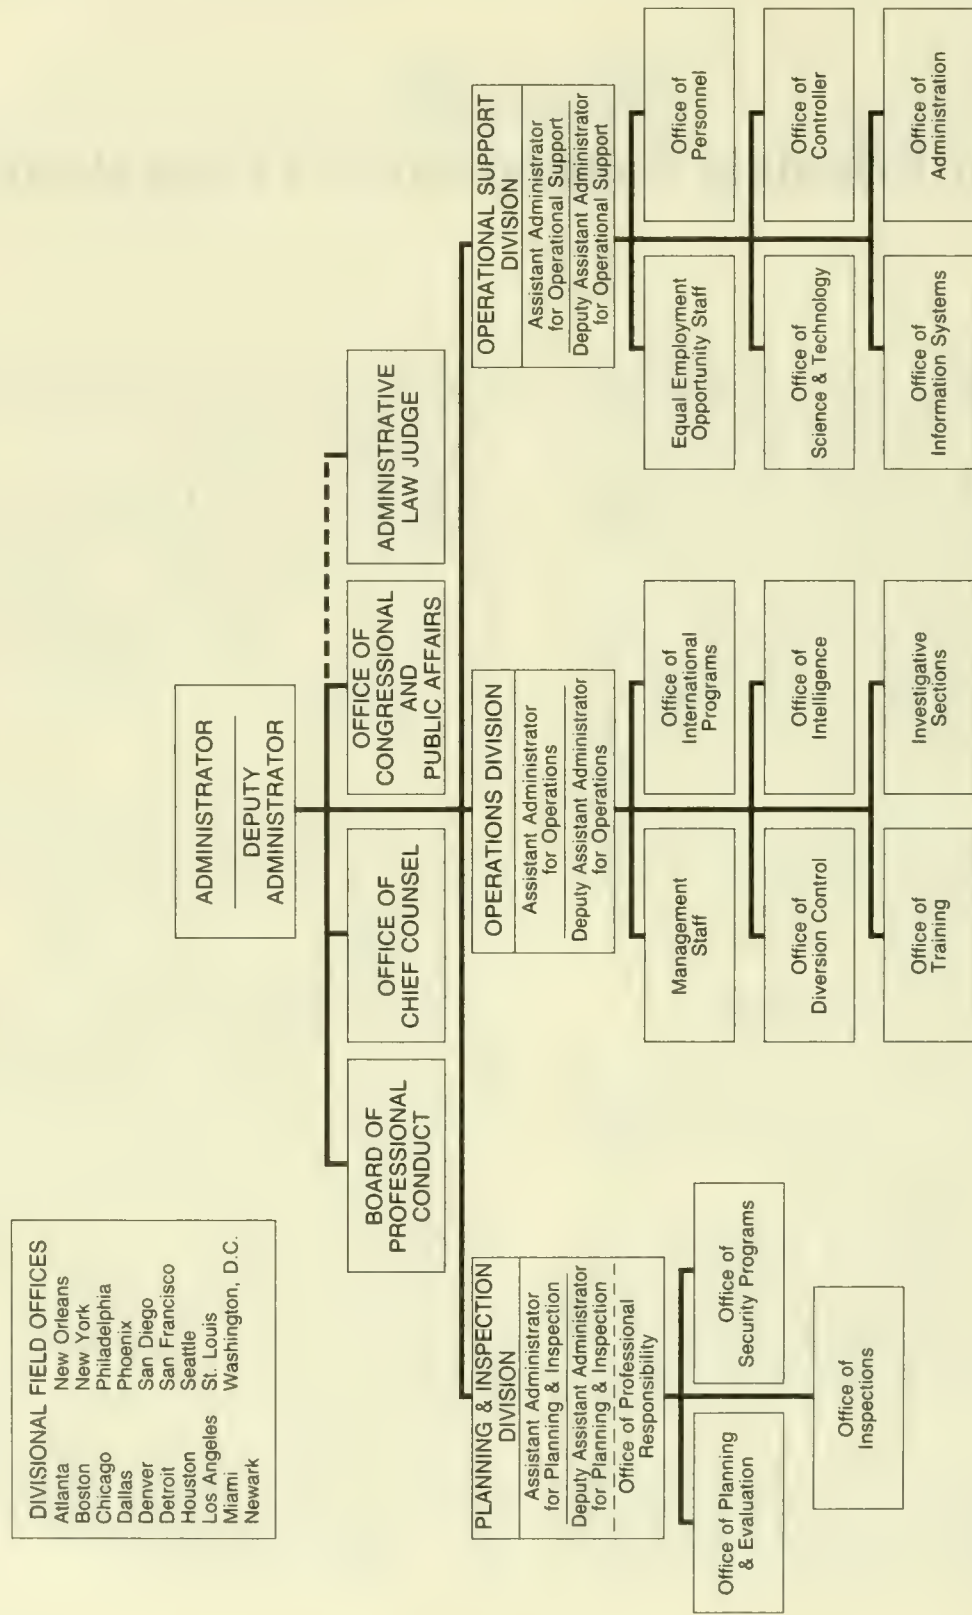 DIVISIONAL FIELD OFFICES
Atlanta New Orleans
Boston New York
Chicago Philadelphia
Dallas Phoenix
Denver San Diego
Detroit San Francisco
Houston Seattle
Los Angeles St. Louis
Miami Washington, D.C.
Newark
ADMINISTRATOR
DEPUTY
ADMINISTRATOR
BOARD OF
PROFESSIONAL
CONDUCT
OFFICE OF
CHIEF COUNSEL
OFFICE OF
CONGRESSIONAL
AND
PUBLIC AFFAIRS
ADMINISTRATIVE
LAW JUDGE
PLANNING & INSPECTION
DIVISION
Assistant Administrator
for Planning & Inspection
Deputy Assistant Administrator
for Planning & Inspection
Office of Professional
Responsibility
Office of Planning
& Evaluation
Office of
Security Programs
Office of
Inspections
OPERATIONS DIVISION
Assistant Administrator
for Operations
Deputy Assistant Administrator
for Operations
Management
Staff
Office of
International
Programs
Office of
Diversion Control
Office of
Intelligence
Office of
Training
Investigative
Sections
OPERATIONAL SUPPORT
DIVISION
Assistant Administrator
for Operational Support
Deputy Assistant Administrator
for Operational Support
Equal Employment
Opportunity Staff
Office of
Personnel
Office of
Science & Technology
Office of
Controller
Office of
Information Systems
Office of
Administration